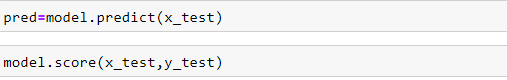 pred=model.predict(x_test)
model.score(x_test,y_test)